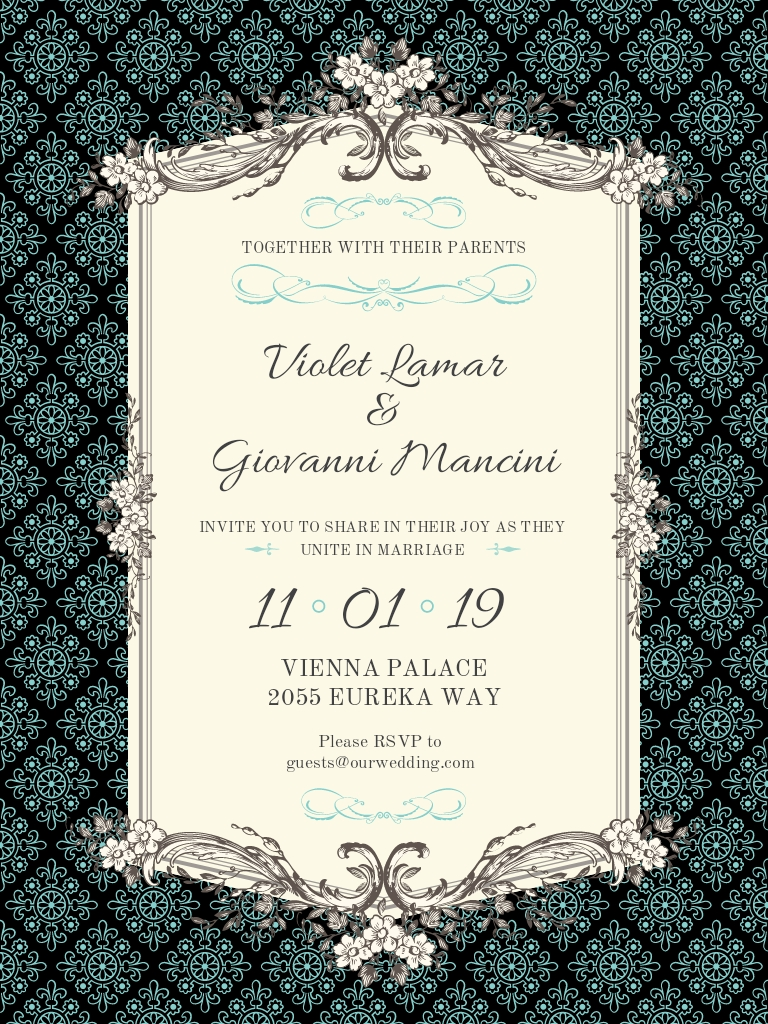 TOGETHER WITH THEIR PARENTS
Violet Lamar
&
Giovanni Mancini
INVITE YOU TO SHARE IN THEIR JOY AS THEY
UNITE IN MARRIAGE
11 ∘ 01 ∘ 19
VIENNA PALACE
2055 EUREKA WAY
Please RSVP to
guests@ourwedding.com